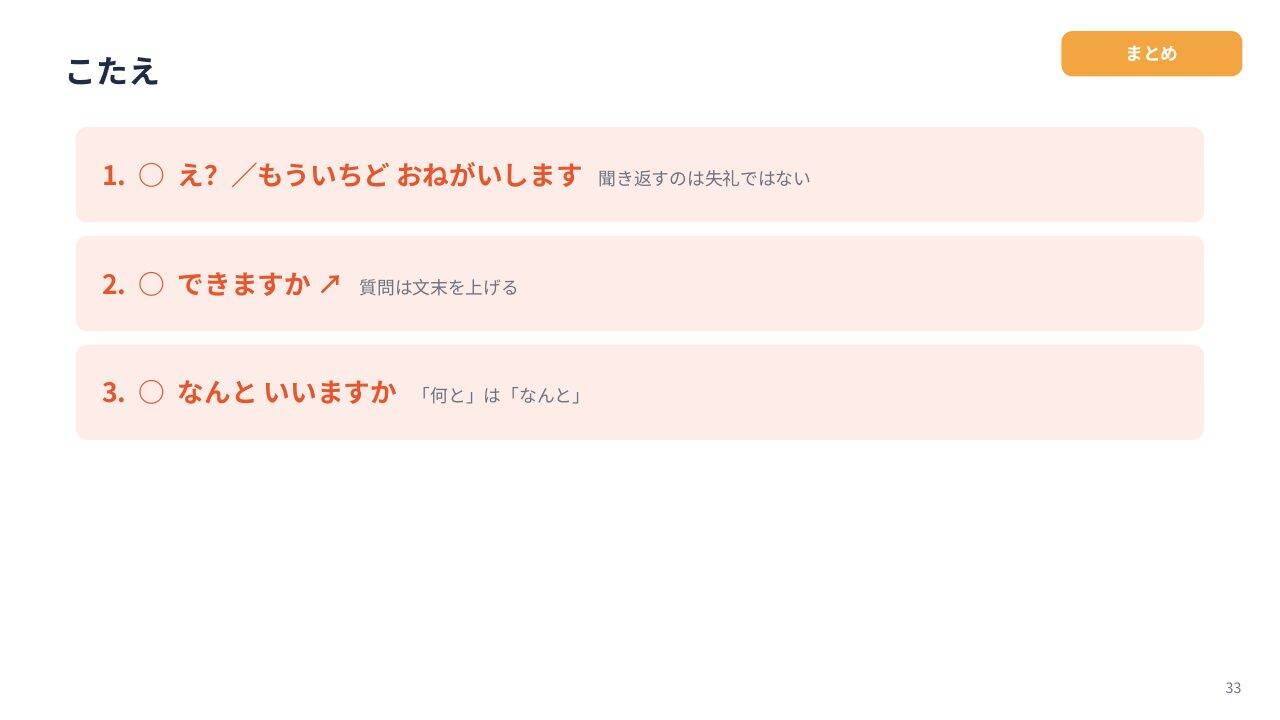 まとめ
こたえ
1. ○ え？／もういちど おねがいします 聞き返すのは失礼ではない
2. ○ できますか ↗ 質問は文末を上げる
3. ○ なんと いいますか 「何と」は「なんと」
33